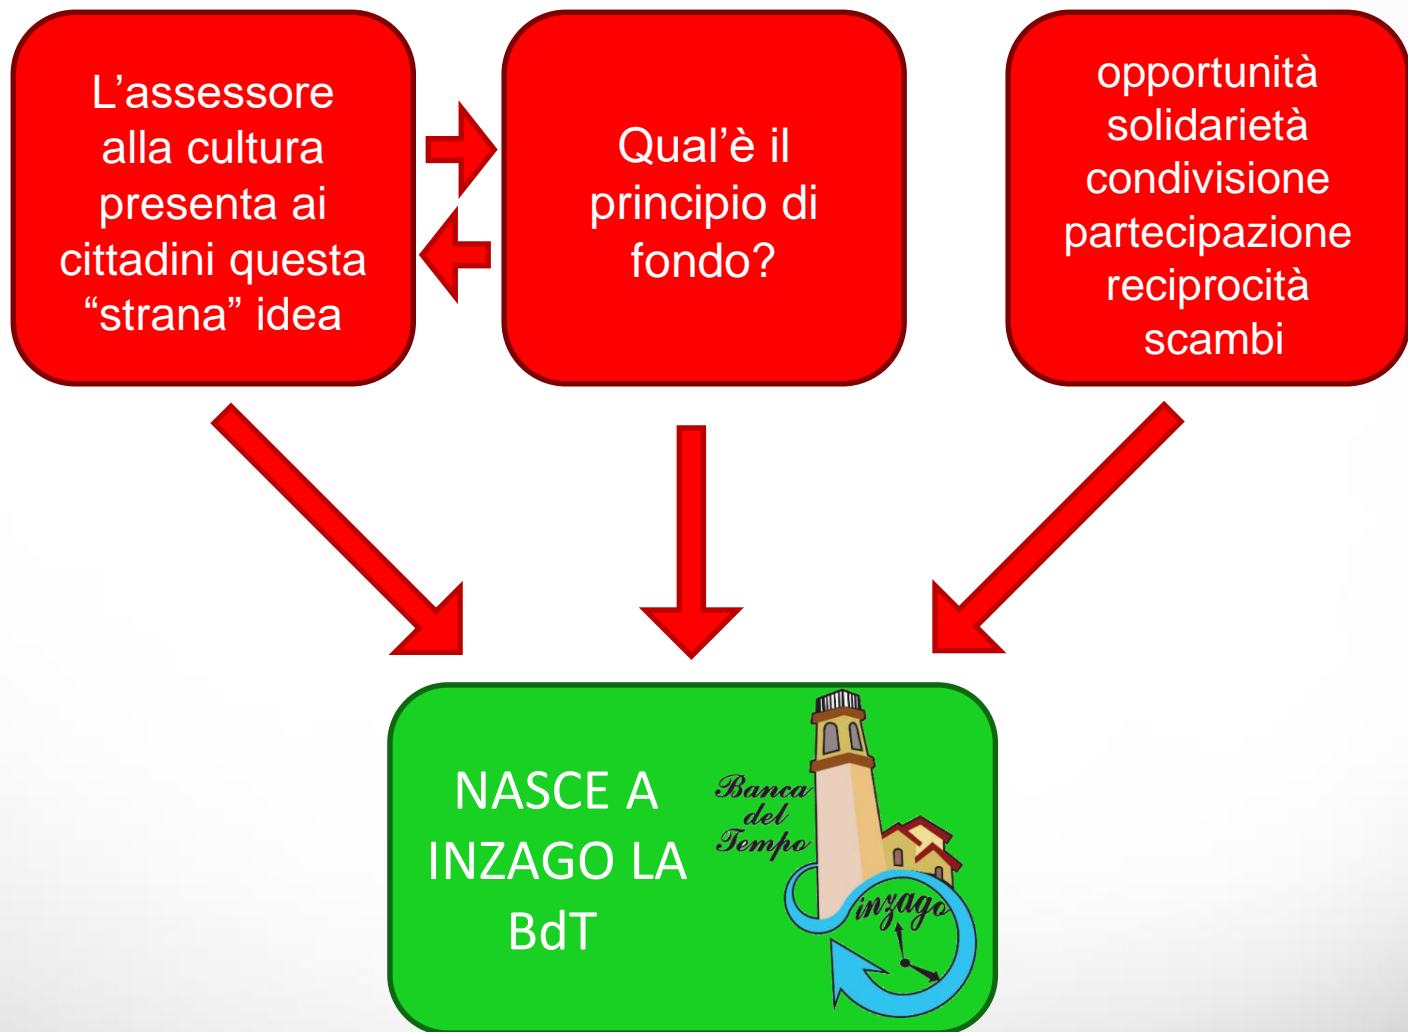 L’assessore
alla cultura
presenta ai
cittadini questa
“strana” idea
Qual’è il
principio di
fondo?
opportunità
solidarietà
condivisione
partecipazione
reciprocità
scambi
NASCE A
INZAGO LA
BdT
Banca
del
Tempo
inzago